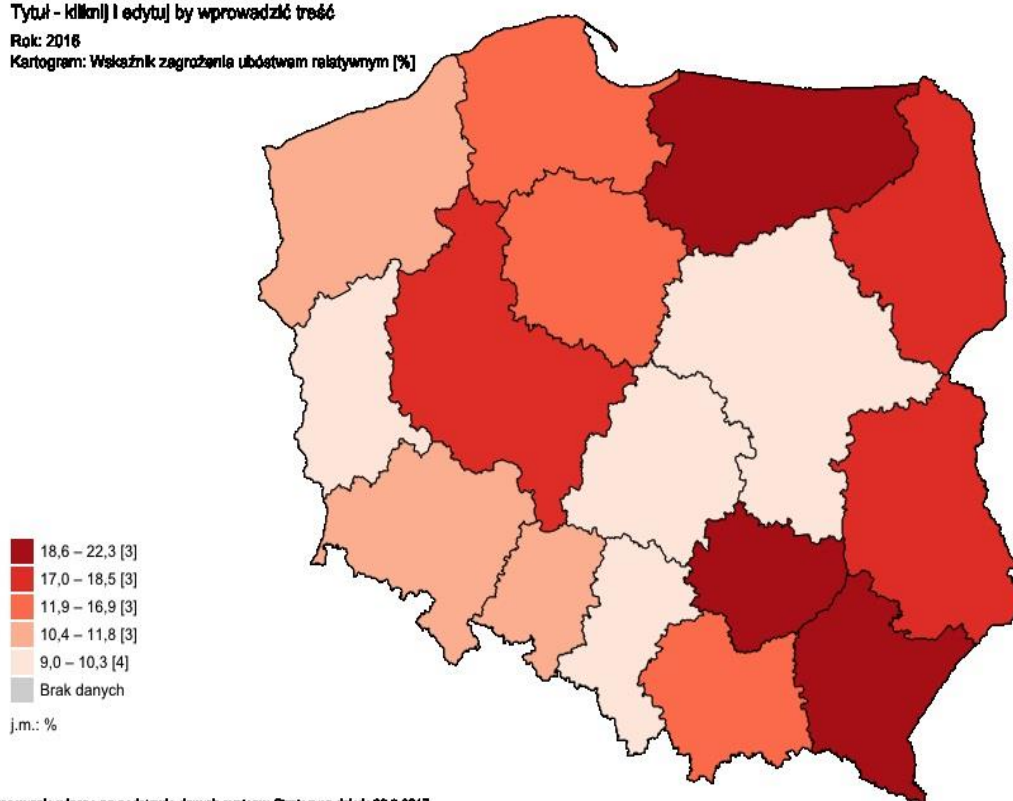 Tytuł - kliknij i edytuj by wprowadzić treść
Rok: 2016
Kartogram: Wskaźnik zagrożenia ubóstwem relatywnym [%]
18,6 – 22,3 [3]
17,0 – 18,5 [3]
11,9 – 16,9 [3]
10,4 – 11,8 [3]
9,0 – 10,3 [4]
Brak danych
j.m.: %